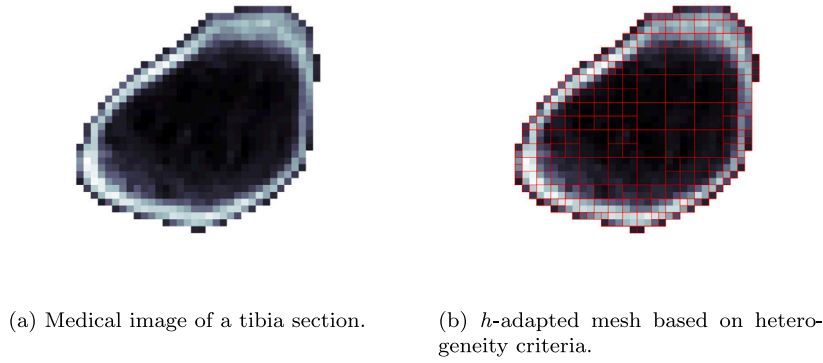 (a) Medical image of a tibia section.
(b) h-adapted mesh based on hetero-
geneity criteria.